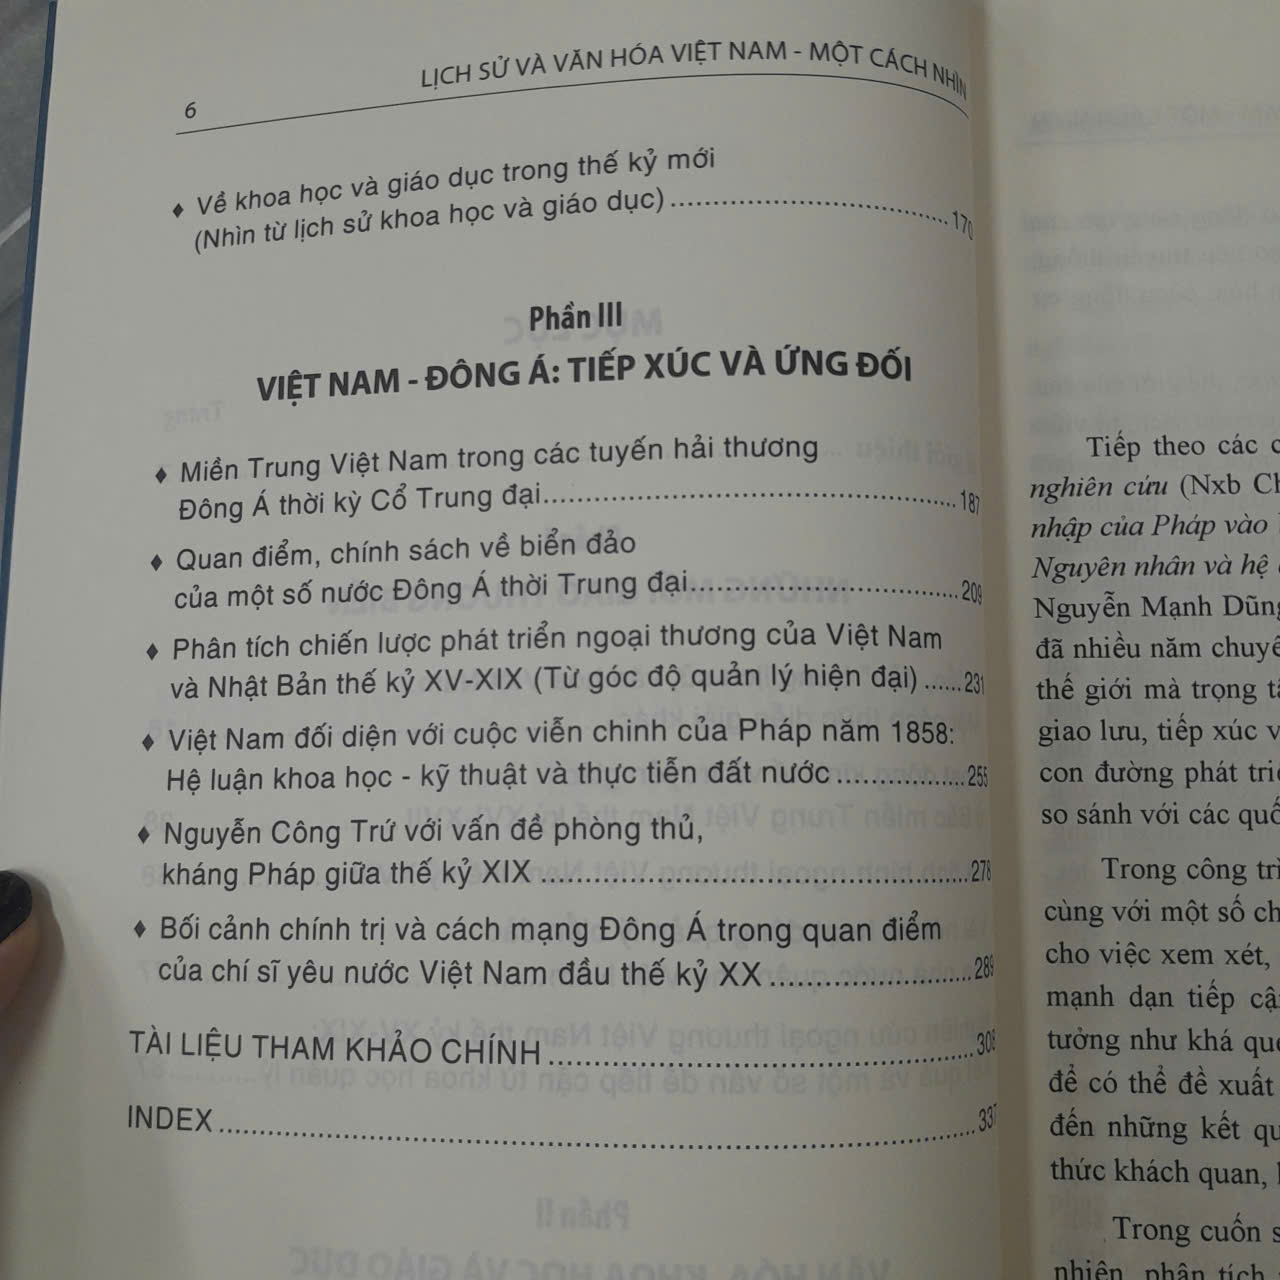 LỊCH SỬ VÀ VĂN HÓA VIỆT NAM - MỘT CÁCH NHÌN
6
♦ Về khoa học và giáo dục trong thế kỷ mới
(Nhìn từ lịch sử khoa học và giáo dục)....................170
Phần III
VIỆT NAM - ĐÔNG Á: TIẾP XÚC VÀ ỨNG ĐỐI
♦ Miền Trung Việt Nam trong các tuyến hải thương
Đông Á thời kỳ Cổ Trung đại....................187
♦ Quan điểm, chính sách về biển đảo
của một số nước Đông Á thời Trung đại....................209
♦ Phân tích chiến lược phát triển ngoại thương của Việt Nam
và Nhật Bản thế kỷ XV-XIX (Từ góc độ quản lý hiện đại)......231
♦ Việt Nam đối diện với cuộc viễn chinh của Pháp năm 1858:
Hệ luận khoa học - kỹ thuật và thực tiễn đất nước....................255
♦ Nguyễn Công Trứ với vấn đề phòng thủ,
kháng Pháp giữa thế kỷ XIX....................278
♦ Bối cảnh chính trị và cách mạng Đông Á trong quan điểm
của chí sĩ yêu nước Việt Nam đầu thế kỷ XX....................289
TÀI LIỆU THAM KHẢO CHÍNH....................308
INDEX....................337
Tiếp theo các
nghiên cứu (Nxb
nhập của Pháp vào
Nguyên nhân và hệ
Nguyễn Mạnh Dũng
đã nhiều năm
thế giới mà trọng
giao lưu, tiếp xúc
con đường phát
so sánh với các
Trong công
cùng với một số
cho việc xem xét,
mạnh dạn tiếp
tưởng như khá
để có thể đề xuất
đến những kết
thức khách quan,
Trong cuốn
nhiên, phân tích